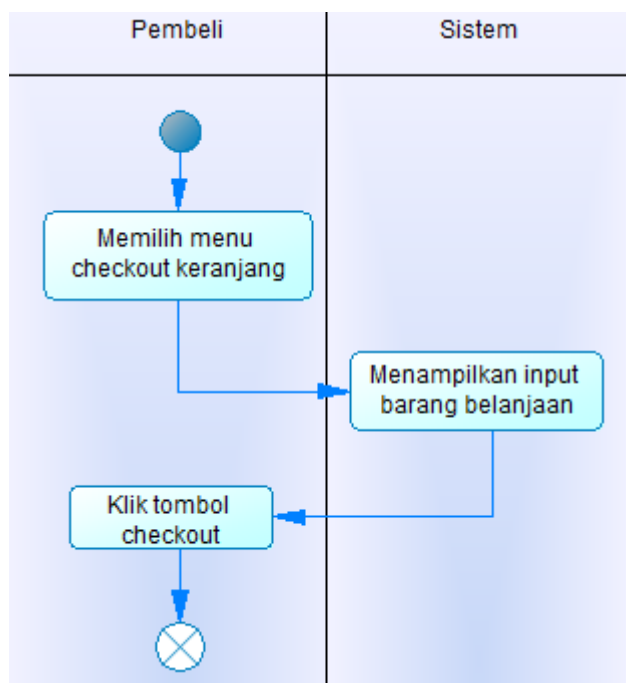 Pembeli
Sistem
Memilih menu
checkout keranjang
Menampilkan input
barang belanjaan
Klik tombol
checkout